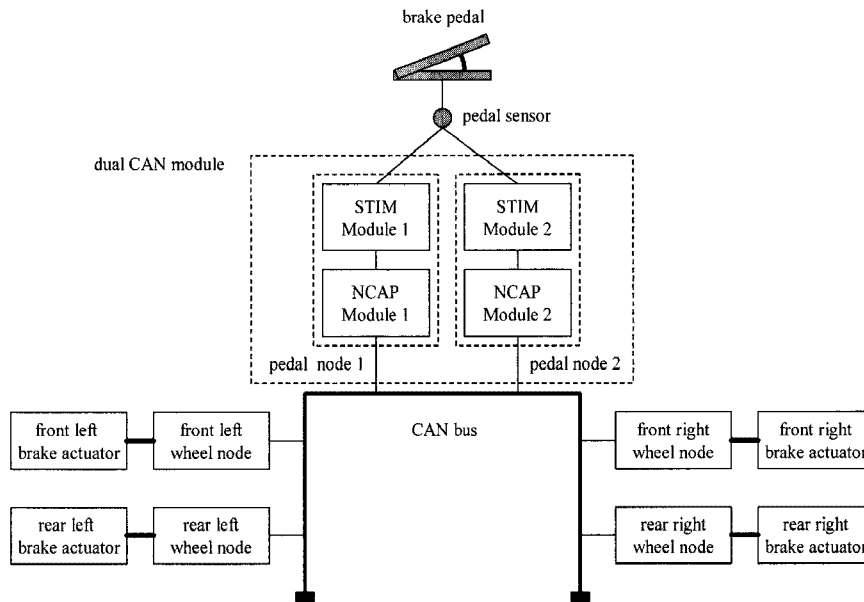 brake pedal
pedal sensor
dual CAN module
STIM
Module 1
STIM
Module 2
NCAP
Module 1
NCAP
Module 2
pedal node 1
pedal node 2
CAN bus
front left
brake actuator
front left
wheel node
front right
wheel node
front right
brake actuator
rear left
brake actuator
rear left
wheel node
rear right
wheel node
rear right
brake actuator